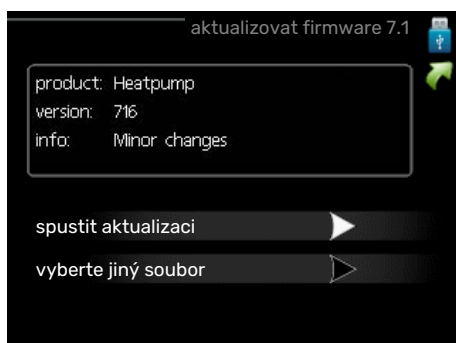 aktualizovat firmware 7.1
product: Heatpump
version: 716
info: Minor changes
spustit aktualizaci
vyberte jiný soubor